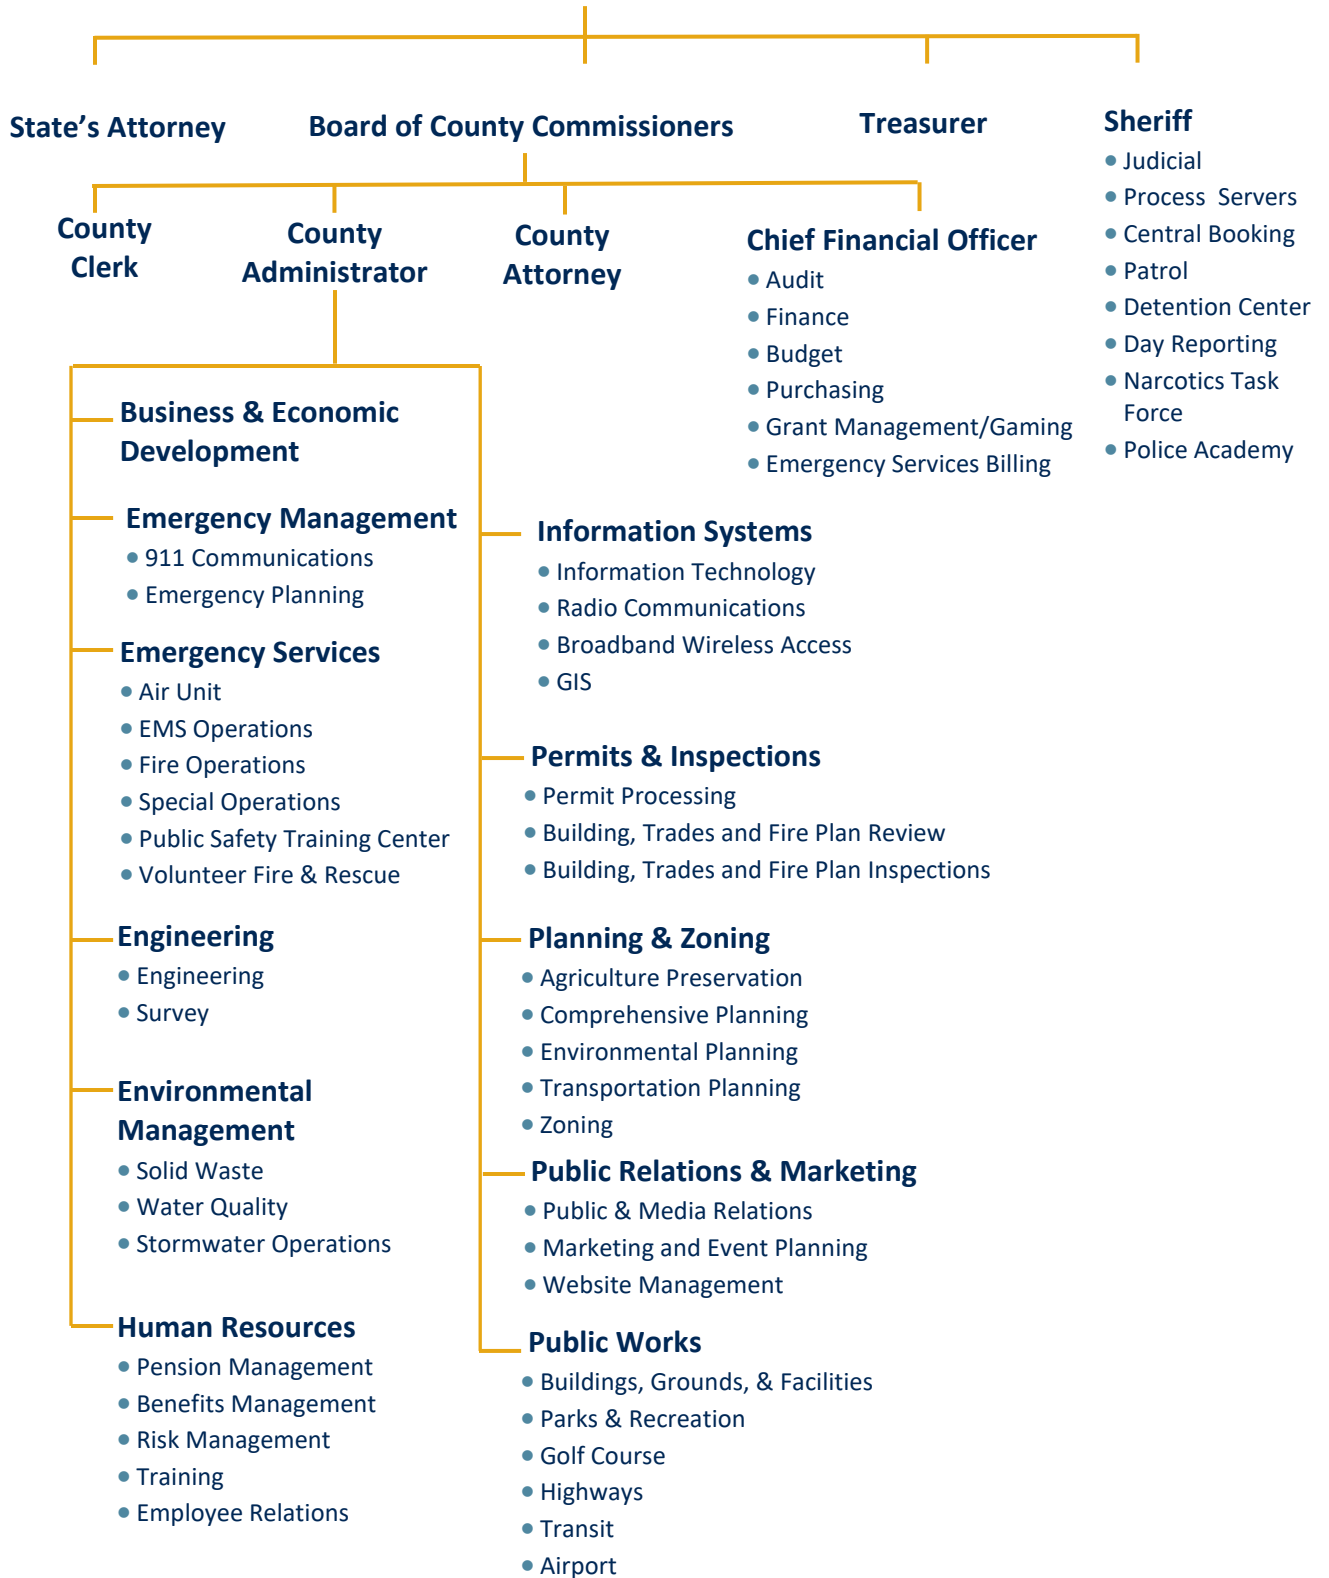 State’s Attorney
Board of County Commissioners
Treasurer
Sheriff
• Judicial
• Process  Servers
• Central Booking
• Patrol
• Detention Center
• Day Reporting
• Narcotics Task
Force
• Police Academy
County
Clerk
County
Administrator
County
Attorney
Chief Financial Officer
• Audit
• Finance
• Budget
• Purchasing
• Grant Management/Gaming
• Emergency Services Billing
Business & Economic
Development
Emergency Management
• 911 Communications
• Emergency Planning
Emergency Services
• Air Unit
• EMS Operations
• Fire Operations
• Special Operations
• Public Safety Training Center
• Volunteer Fire & Rescue
Engineering
• Engineering
• Survey
Environmental
Management
• Solid Waste
• Water Quality
• Stormwater Operations
Human Resources
• Pension Management
• Benefits Management
• Risk Management
• Training
• Employee Relations
Information Systems
• Information Technology
• Radio Communications
• Broadband Wireless Access
• GIS
Permits & Inspections
• Permit Processing
• Building, Trades and Fire Plan Review
• Building, Trades and Fire Plan Inspections
Planning & Zoning
• Agriculture Preservation
• Comprehensive Planning
• Environmental Planning
• Transportation Planning
• Zoning
Public Relations & Marketing
• Public & Media Relations
• Marketing and Event Planning
• Website Management
Public Works
• Buildings, Grounds, & Facilities
• Parks & Recreation
• Golf Course
• Highways
• Transit
• Airport